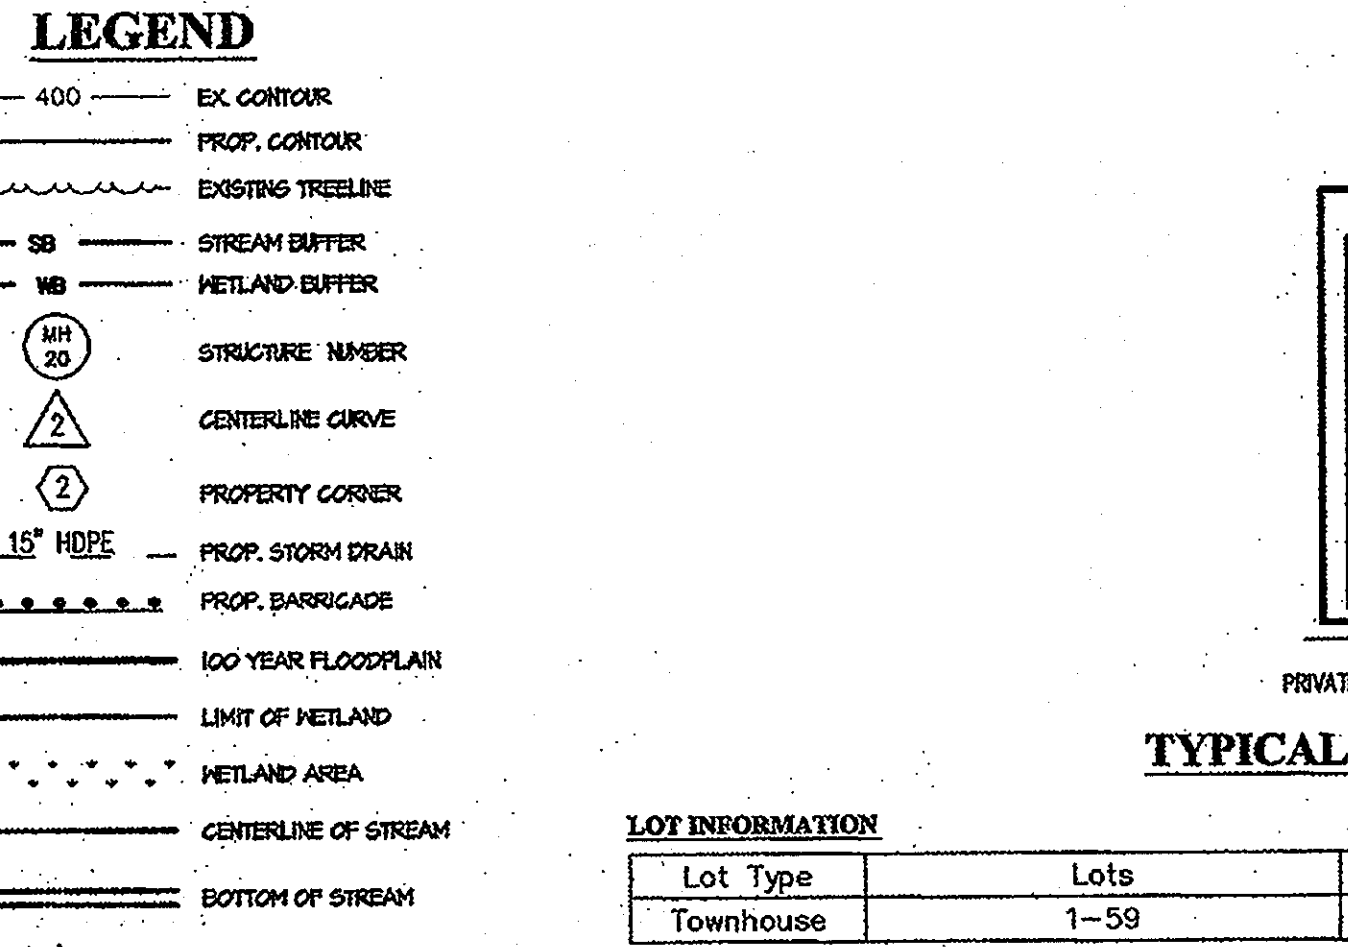 LEGEND
400 EX. CONTOUR
PROP. CONTOUR
EXISTING TREELINE
SB STREAM BUFFER
WB WETLAND BUFFER
MH
20
STRUCTURE NUMBER
2 CENTERLINE CURVE
2 PROPERTY CORNER
15" HDPE PROP. STORM DRAIN
PROP. BARRICADE
100 YEAR FLOODPLAIN
LIMIT OF WETLAND
WETLAND AREA
CENTERLINE OF STREAM
BOTTOM OF STREAM
PRIVAT
TYPICAL
LOT INFORMATION
Lot Type Lots
Townhouse 1-59